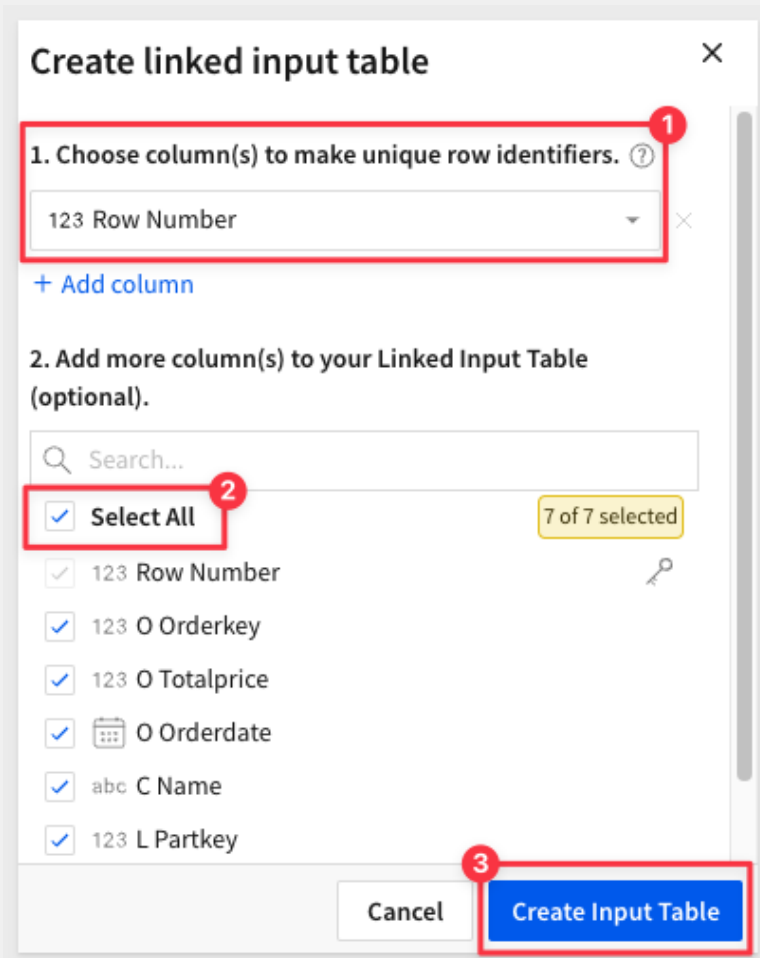 Create linked input table
1
1. Choose column(s) to make unique row identifiers. ?
123 Row Number
+ Add column
2. Add more column(s) to your Linked Input Table
(optional).
Search...
2
Select All
7 of 7 selected
123 Row Number
123 O Orderkey
123 O Totalprice
O Orderdate
abc C Name
123 L Partkey
3
Cancel
Create Input Table